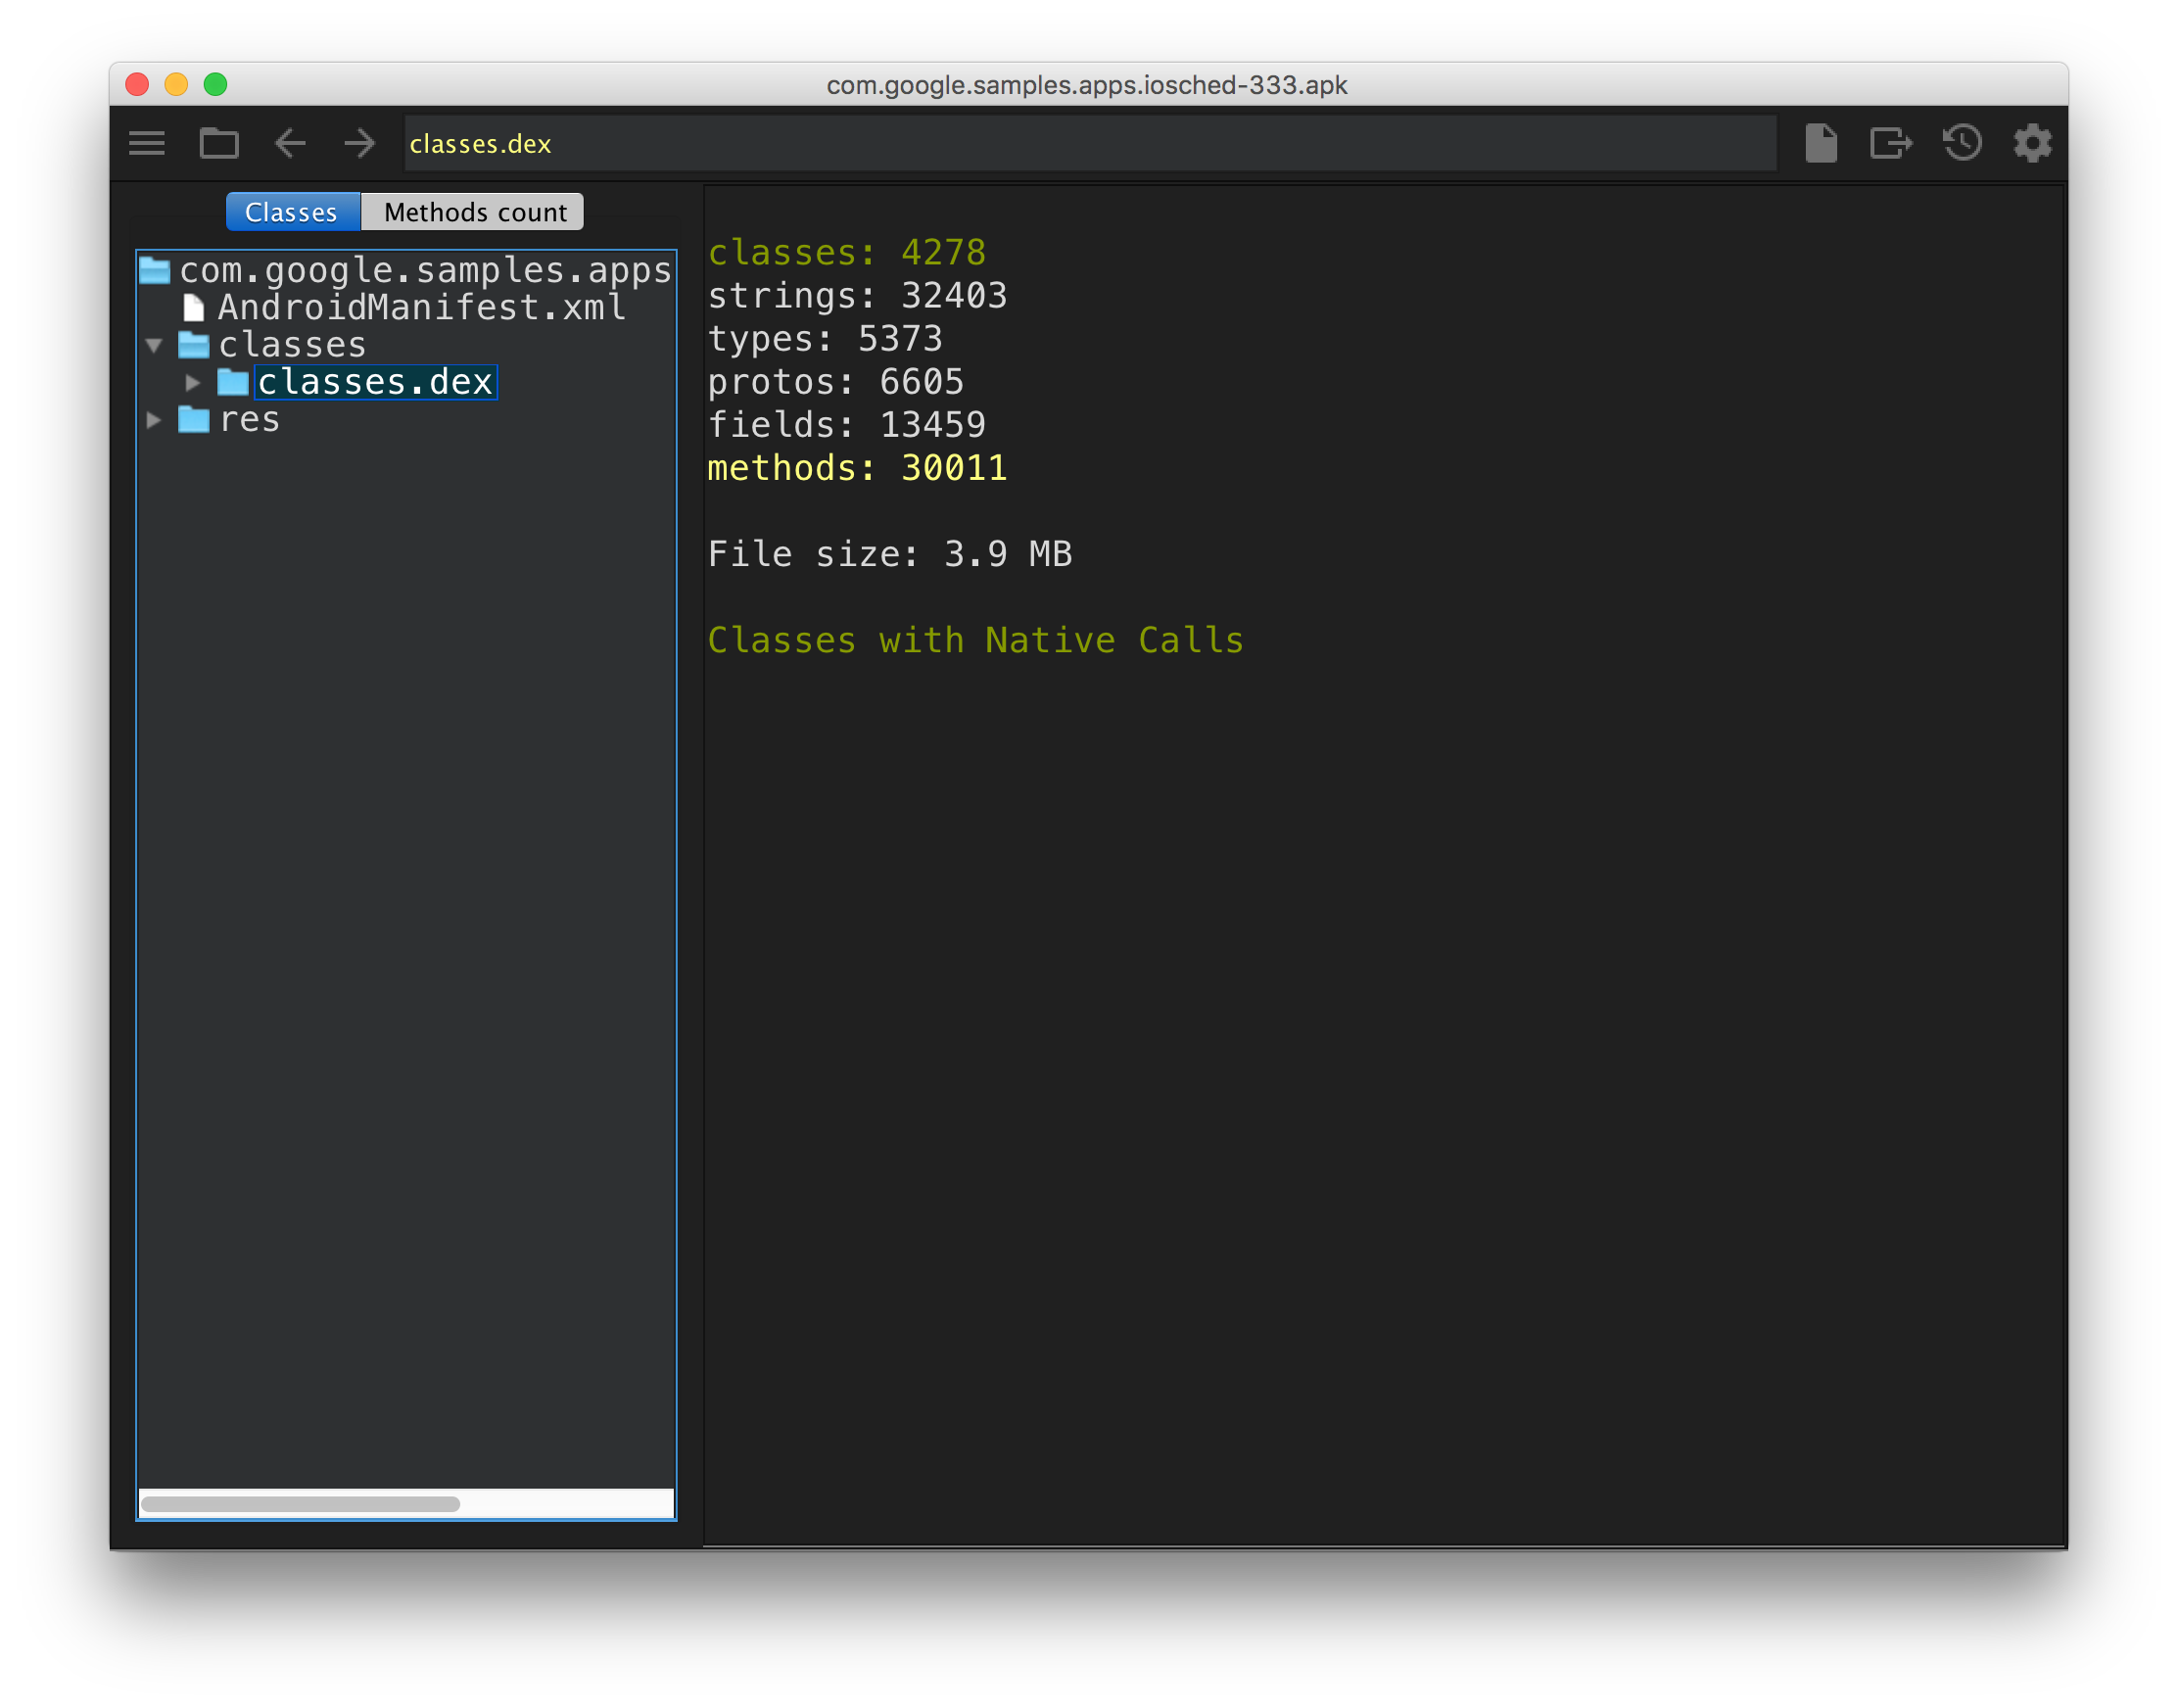 com.google.samples.apps.iosched-333.apk
classes.dex
Classes Methods count
com.google.samples.apps
AndroidManifest.xml
classes
classes.dex
res
classes: 4278
strings: 32403
types: 5373
protos: 6605
fields: 13459
methods: 30011
File size: 3.9 MB
Classes with Native Calls